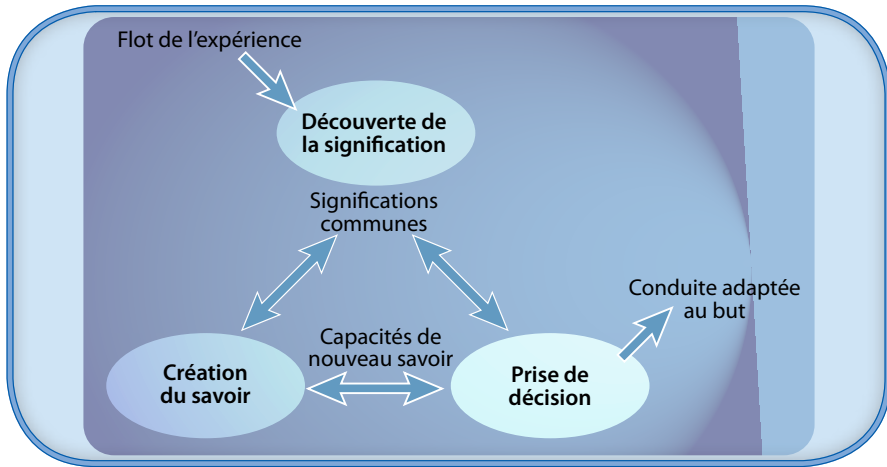 Flot de l’expérience
Découverte de
la signification
Significations
communes
Conduite adaptée
au but
Capacités de
nouveau savoir
Création
du savoir
Prise de
décision